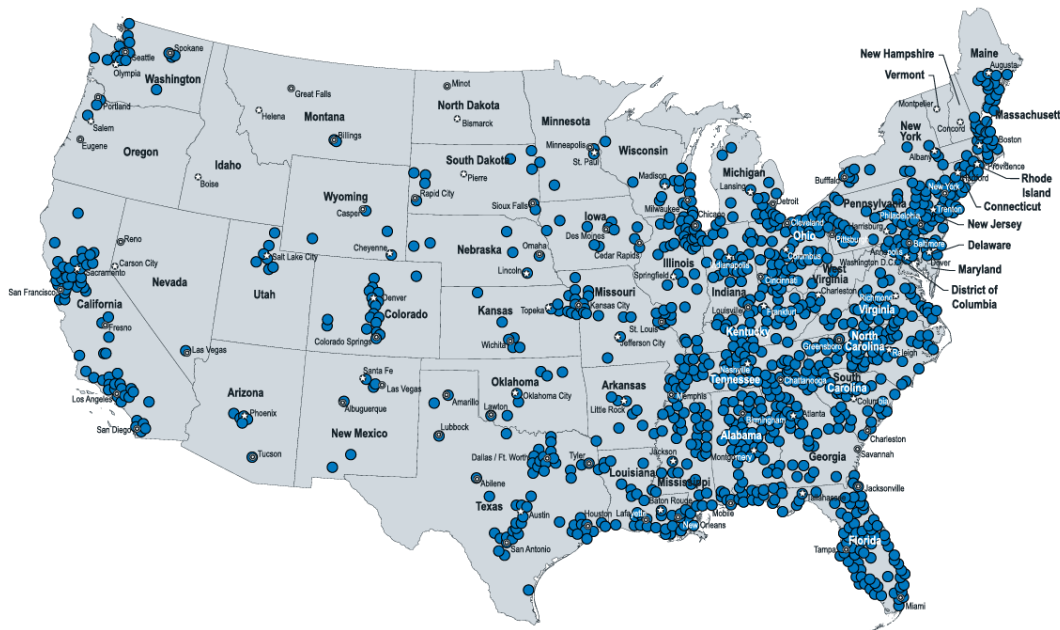 Seattle
Spokane
Olympia
Washington
Portland
Salem
Eugene
Oregon
Great Falls
Helena
Montana
Billings
Idaho
Boise
Minot
North Dakota
Bismarck
South Dakota
Pierre
Rapid City
Sioux Falls
Minnesota
Minneapolis
St. Paul
Wisconsin
Madison
Milwaukee
Michigan
Lansing
Detroit
New Hampshire
Vermont
Maine
Augusta
Montpelier
Concord
Massachusett
Boston
New
York
Albany
Bufflalo
Providence
Rhode
Island
Connecticut
New York
Trenton
New Jersey
Pennsylvania
Philadelphia
Harrisburg
Pittsburg
Baltimore
Annapolis
Dover
Washington D.C.
Delaware
Maryland
District of
Columbia
Wyoming
Casper
Cheyenne
Nebraska
Omaha
Lincoln
Iowa
Des Moines
Cedar Rapids
Chicago
Illinois
Springfield
Indiana
Cleveland
Ohio
Columbus
Cincinnati
West
Virginia
Charleston
Richmond
Virginia
Reno
Carson City
Nevada
Sacramento
San Francisco
California
Fresno
Las Vegas
Los Angeles
San Diego
Salt Lake City
Utah
Denver
Colorado
Colorado Springs
Kansas
Topeka
Wichita
Missouri
Kansas City
St. Louis
Jefferson City
Louisville
Frankfurt
Kentucky
Nashville
Tennessee
Chattanooga
Memphis
Greensboro
North
Carolina
Raleigh
South
Carolina
Columbia
Charleston
Arizona
Phoenix
Tucson
Santa Fe
Las Vegas
Albuquerque
New Mexico
Amarillo
Lubbock
Oklahoma
Oklahoma City
Lawton
Arkansas
Little Rock
Dallas / Ft. Worth
Tyler
Abilene
Texas
Austin
San Antonio
Houston
Louisiana
Baton Rouge
Lafayette
New Orleans
Jackson
Mississippi
Birmingham
Alabama
Montgomery
Mobile
Atlanta
Georgia
Savannah
Jacksonville
Tallahassee
Florida
Tampa
Miami